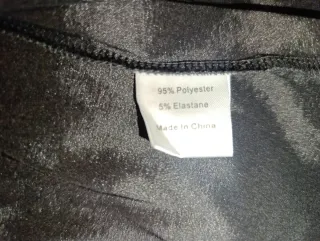 95% Polyester
5% Elastane
Made in China